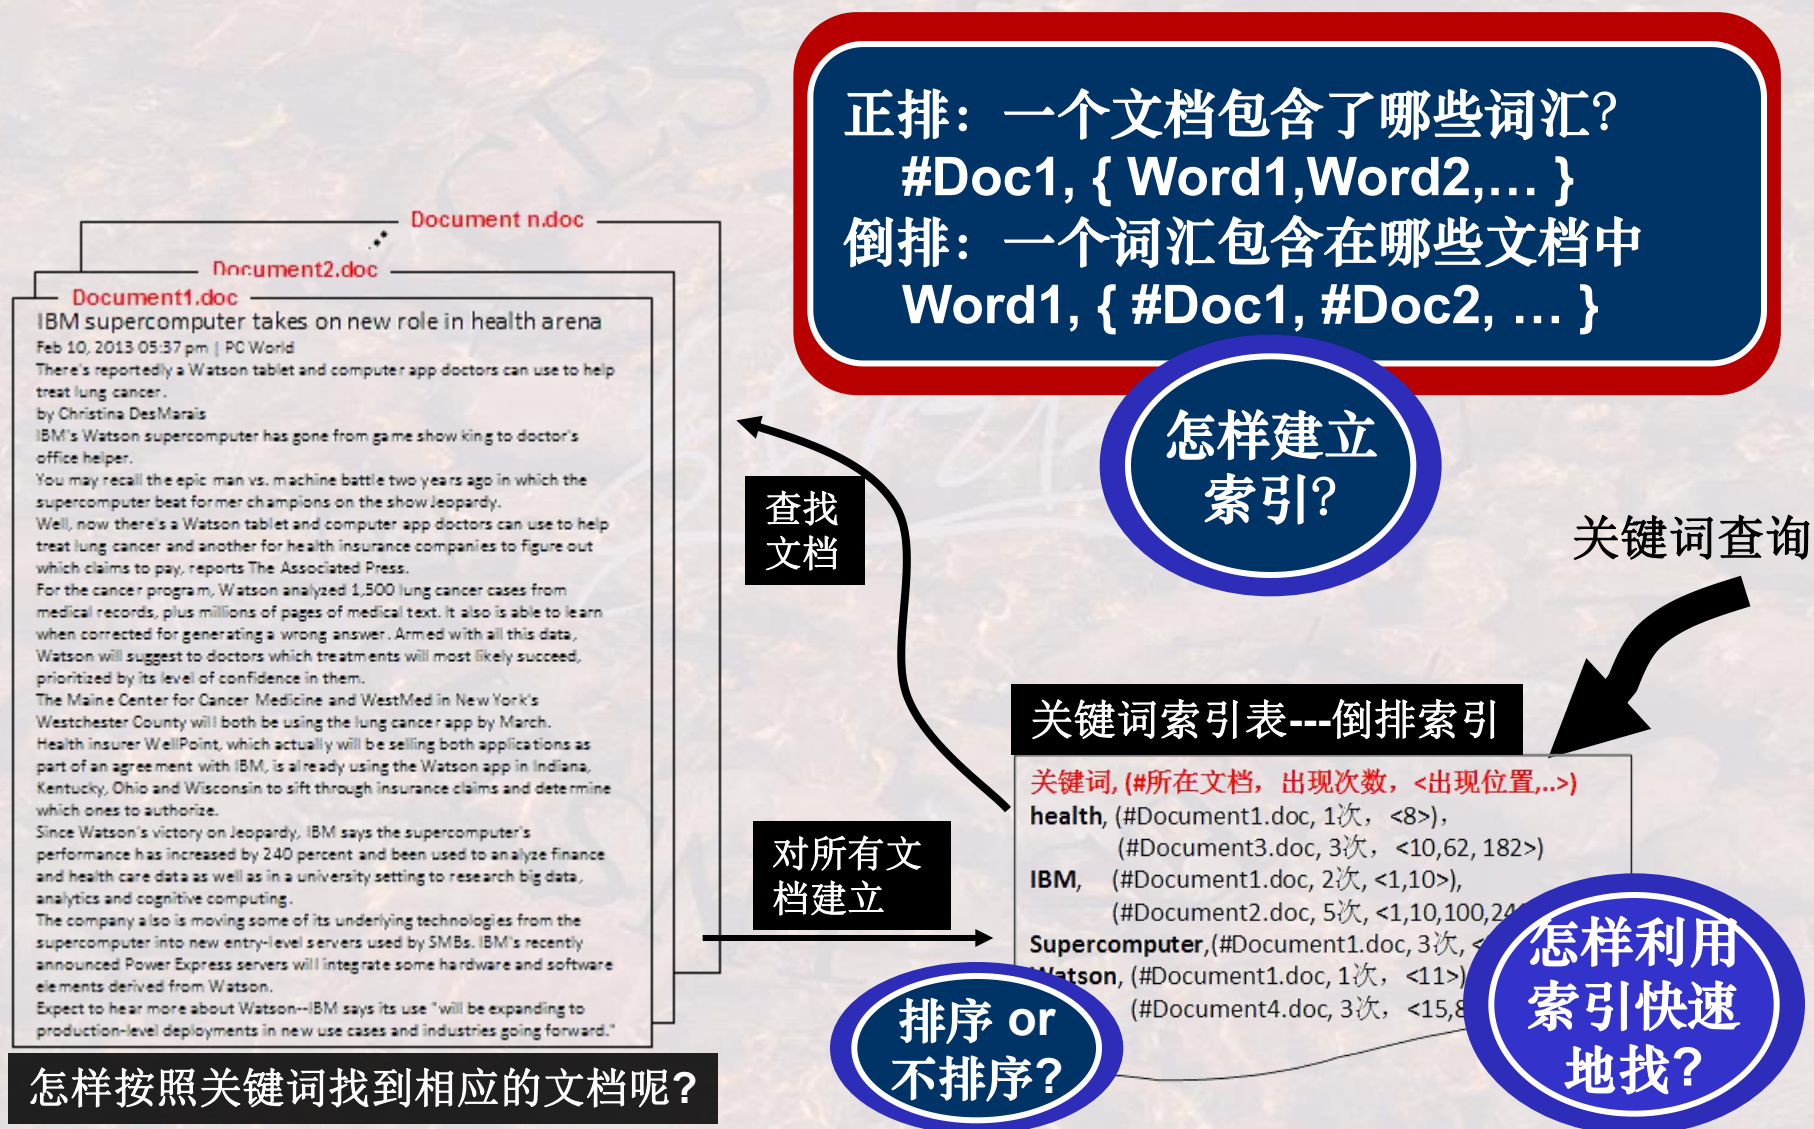 正排：一个文档包含了哪些词汇？
#Doc1, { Word1,Word2,… }
倒排：一个词汇包含在哪些文档中
Word1, { #Doc1, #Doc2, … }
怎样建立
索引？
Document n.doc
Document2.doc
Document1.doc
IBM supercomputer takes on new role in health arena
Feb 10, 2013 05:37 pm | PC World
There's reportedly a Watson tablet and computer app doctors can use to help
treat lung cancer.
by Christina DesMarais
IBM's Watson supercomputer has gone from game show king to doctor's
office helper.
You may recall the epic man vs. machine battle two years ago in which the
supercomputer beat former champions on the show Jeopardy.
Well, now there's a Watson tablet and computer app doctors can use to help
treat lung cancer and another for health insurance companies to figure out
which claims to pay, reports The Associated Press.
For the cancer program, Watson analyzed 1,500 lung cancer cases from
medical records, plus millions of pages of medical text. It also is able to learn
when corrected for generating a wrong answer. Armed with all this data,
Watson will suggest to doctors which treatments will most likely succeed,
prioritized by its level of confidence in them.
The Maine Center for Cancer Medicine and WestMed in New York's
Westchester County will both be using the lung cancer app by March.
Health insurer WellPoint, which actually will be selling both applications as
part of an agreement with IBM, is already using the Watson app in Indiana,
Kentucky, Ohio and Wisconsin to sift through insurance claims and determine
which ones to authorize.
Since Watson's victory on Jeopardy, IBM says the supercomputer's
performance has increased by 240 percent and been used to analyze finance
and health care data as well as in a university setting to research big data,
analytics and cognitive computing.
The company also is moving some of its underlying technologies from the
supercomputer into new entry-level servers used by SMBs. IBM's recently
announced Power Express servers will integrate some hardware and software
elements derived from Watson.
Expect to hear more about Watson--IBM says its use "will be expanding to
production-level deployments in new use cases and industries going forward."
怎样按照关键词找到相应的文档呢?
查找
文档
对所有文
档建立
关键词查询
关键词索引表---倒排索引
关键词, (#所在文档，出现次数，<出现位置,..>)
health, (#Document1.doc, 1次，<8>),
(#Document3.doc, 3次，<10,62, 182>)
IBM, (#Document1.doc, 2次, <1,10>),
(#Document2.doc, 5次, <1,10,100,24
Supercomputer,(#Document1.doc, 3次, <
Watson, (#Document1.doc, 1次，<11>)
(#Document4.doc, 3次，<15,8
排序 or
不排序?
怎样利用
索引快速
地找?